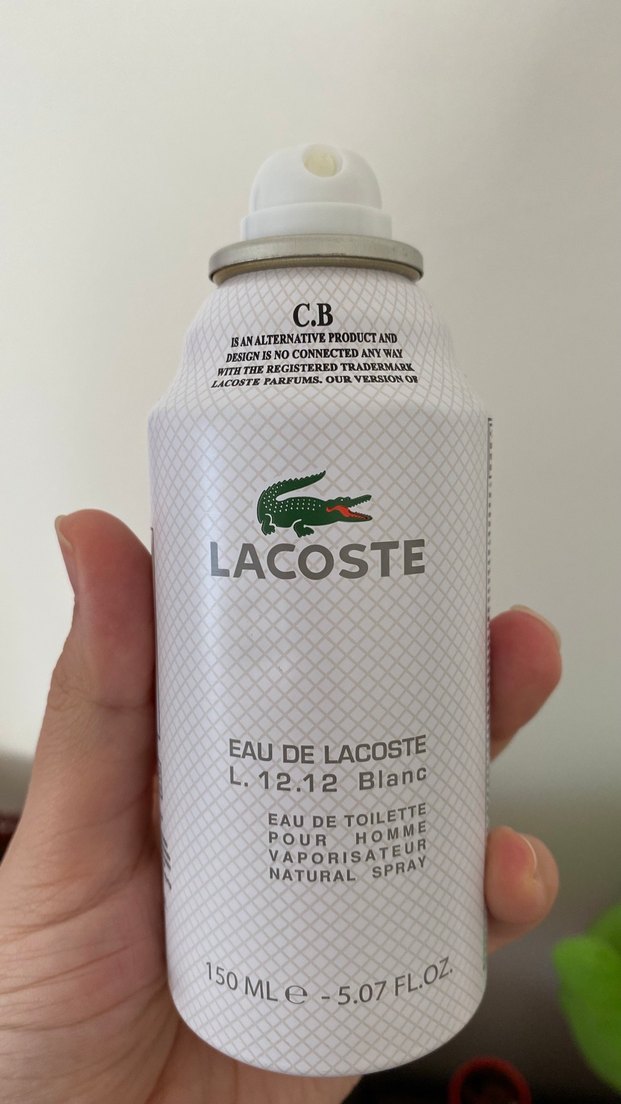 C.B
IS AN ALTERNATIVE PRODUCT AND
DESIGN IS NO CONNECTED ANY WAY
WITH THE REGISTERED TRADERMARK
LACOSTE PARFUMS. OUR VERSION OF
LACOSTE
EAU DE LACOSTE
L.12.12 Blanc
EAU DE TOILETTE
POUR HOMME
VAPORISATEUR
NATURAL SPRAY
150 ML ℮ - 5.07 FL.OZ.